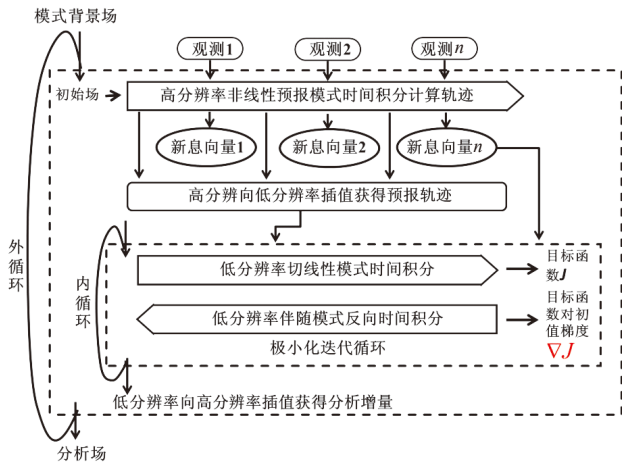 模式背景场
观测1
观测2
观测n
初始场
高分辨率非线性预报模式时间积分计算轨迹
新息向量1
新息向量2
新息向量n
高分辨向低分辨率插值获得预报轨迹
外循环
内循环
低分辨率切线性模式时间积分
目标函
数J
低分辨率伴随模式反向时间积分
目标函
数对初
值梯度
∇J
极小化迭代循环
低分辨率向高分辨率插值获得分析增量
分析场